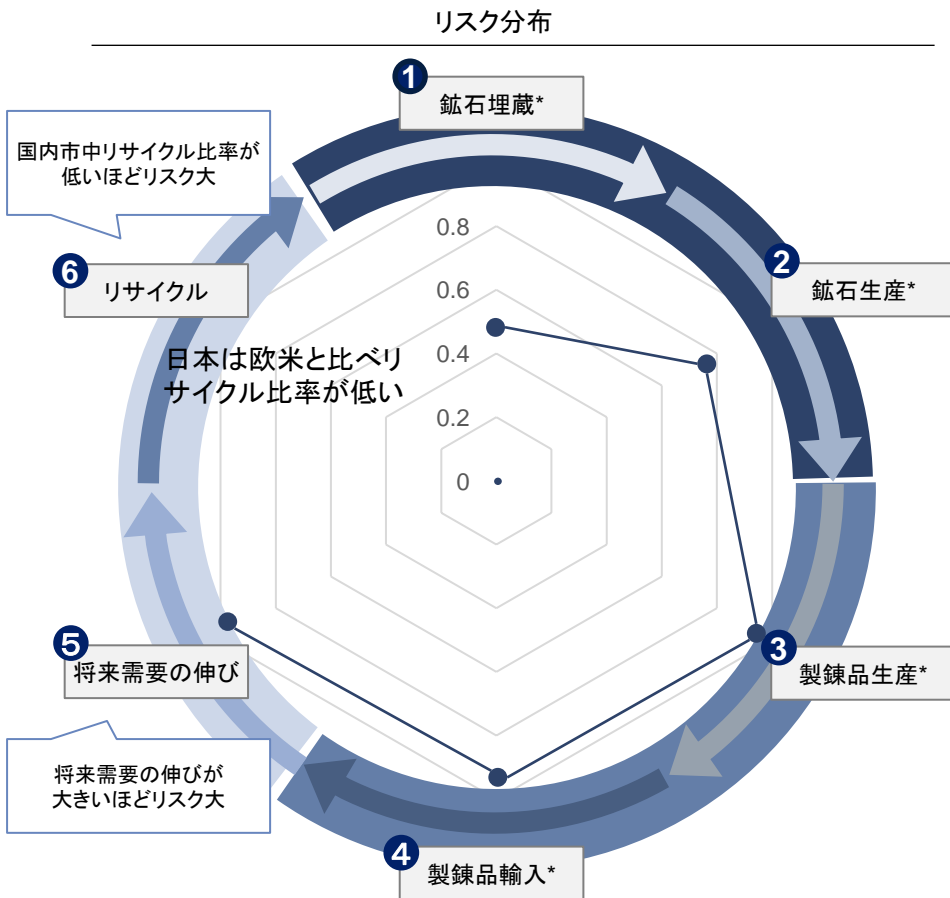 リスク分布
1
鉱石埋蔵*
国内市中リサイクル比率が
低いほどリスク大
2
鉱石生産*
6
リサイクル
日本は欧米と比べリ
サイクル比率が低い
0.8
0.6
0.4
0.2
0
5
将来需要の伸び
3
製錬品生産*
将来需要の伸びが
大きいほどリスク大
4
製錬品輸入*